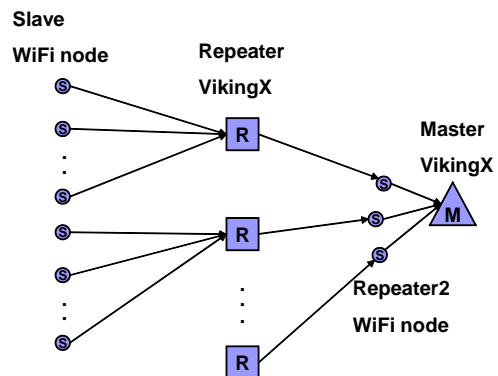 Slave
WiFi node
Repeater
VikingX
Master
VikingX
S
S
S
S
S
S
R
R
R
S
S
S
M
Repeater2
WiFi node